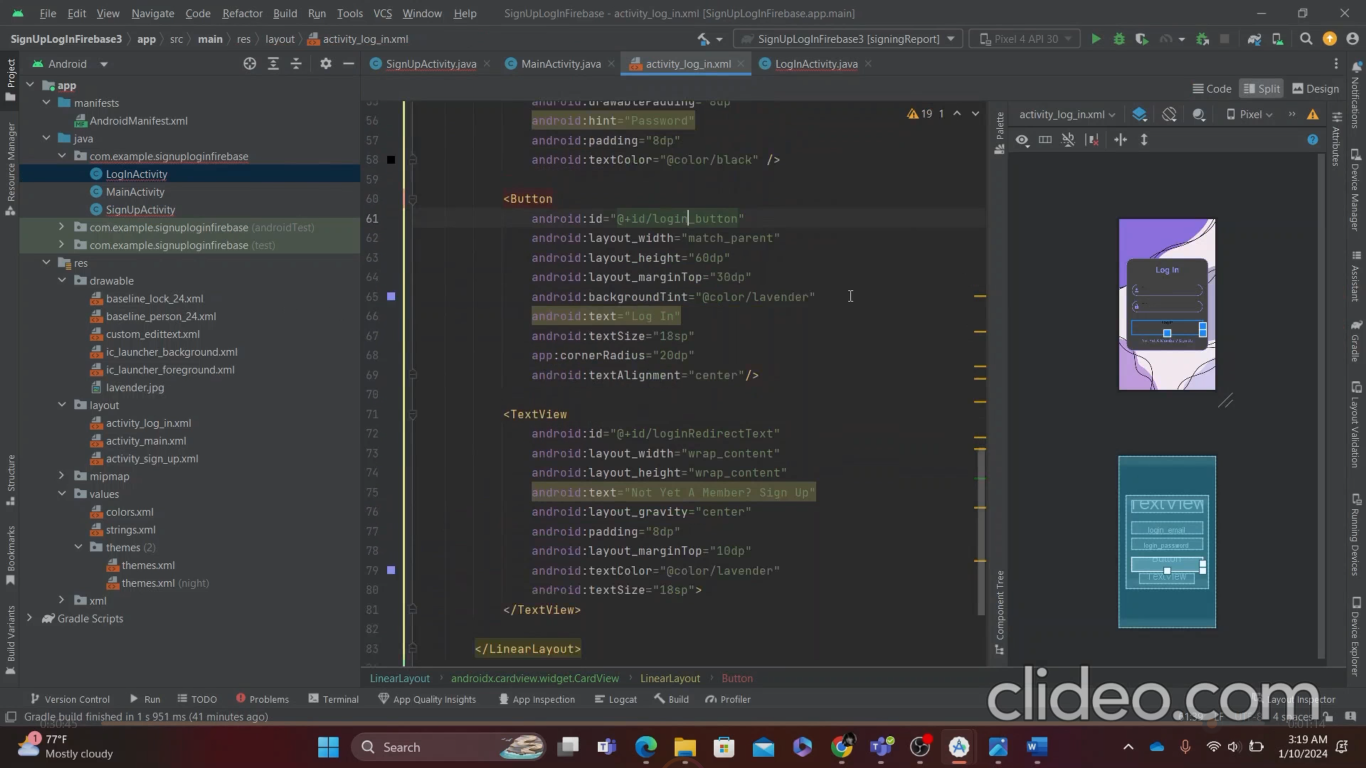 File Edit View Navigate Code Refactor Build Run Tools VCS Window Help
SignUpLogInFirebase - activity_log_in.xml [SignUpLogInFirebase.app.main]
SignUpLogInFirebase3 app src main res layout activity_log_in.xml
SignUpLogInFirebase3 [signingReport] Pixel 4 API 30
Android
SignUpActivity.java MainActivity.java activity_log_in.xml LogInActivity.java
Code Split Design
Project
Resource Manager
Structure
Bookmarks
Build Variants
app
manifests
AndroidManifest.xml
java
com.example.signuploginfirebase
LogInActivity
MainActivity
SignUpActivity
com.example.signuploginfirebase (androidTest)
com.example.signuploginfirebase (test)
res
drawable
baseline_lock_24.xml
baseline_person_24.xml
custom_edittext.xml
ic_launcher_background.xml
ic_launcher_foreground.xml
lavender.jpg
layout
activity_log_in.xml
activity_main.xml
activity_sign_up.xml
mipmap
values
colors.xml
strings.xml
themes (2)
themes.xml
themes.xml (night)
xml
Gradle Scripts
19 1
55 android:drawablePadding="8dp"
56 android:hint="Password"
57 android:padding="8dp"
58 android:textColor="@color/black" />
59
60 <Button
61 android:id="@+id/login_button"
62 android:layout_width="match_parent"
63 android:layout_height="60dp"
64 android:layout_marginTop="30dp"
65 android:backgroundTint="@color/lavender"
66 android:text="Log In"
67 android:textSize="18sp"
68 app:cornerRadius="20dp"
69 android:textAlignment="center"/>
70
71 <TextView
72 android:id="@+id/loginRedirectText"
73 android:layout_width="wrap_content"
74 android:layout_height="wrap_content"
75 android:text="Not Yet A Member? Sign Up"
76 android:layout_gravity="center"
77 android:padding="8dp"
78 android:layout_marginTop="10dp"
79 android:textColor="@color/lavender"
80 android:textSize="18sp">
81 </TextView>
82
83 </LinearLayout>
LinearLayout androidx.cardview.widget.CardView LinearLayout Button
Palette
Component Tree
activity_log_in.xml Pixel
Log In
TextView
login_email
login_password
Button
TextView
Attributes
Notifications
Device Manager
Gradle
Layout Validation
Running Devices
Device Explorer
Version Control Run TODO Problems Terminal App Quality Insights App Inspection Logcat Build Profiler Layout Inspector
Gradle build finished in 1 s 951 ms (41 minutes ago)
4 spaces
clideo.com
77°F
Mostly cloudy
Search
3:19 AM
1/10/2024